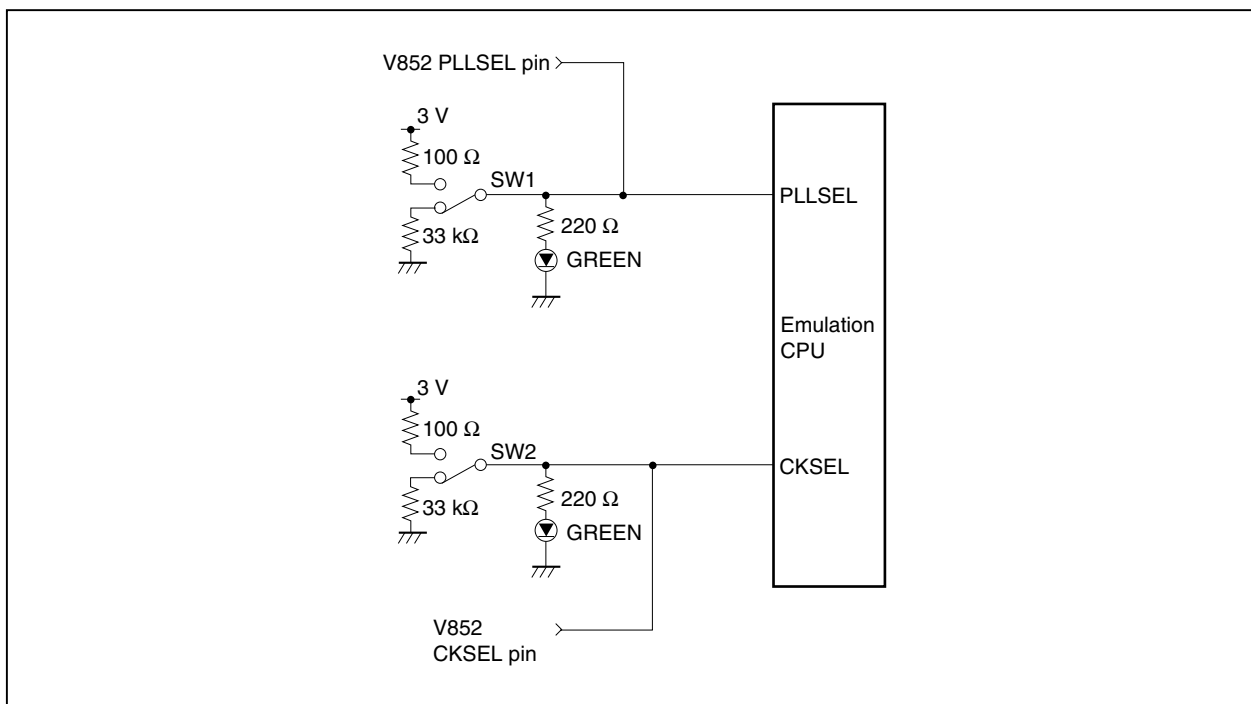 V852 PLLSEL pin
3 V
100 Ω
SW1
PLLSEL
33 kΩ
220 Ω
GREEN
Emulation
CPU
3 V
100 Ω
SW2
CKSEL
33 kΩ
220 Ω
GREEN
V852
CKSEL pin